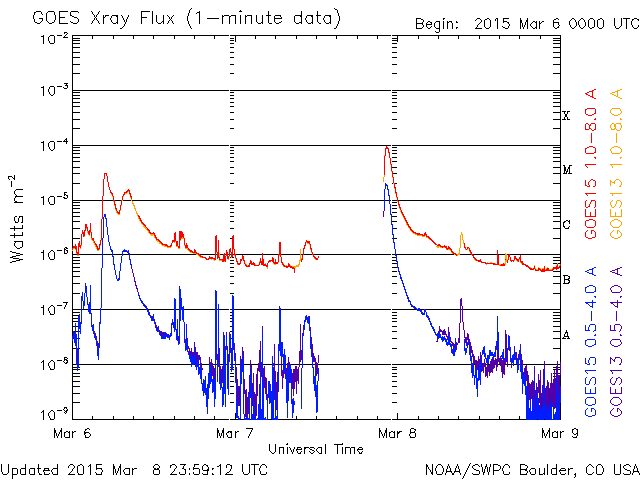 GOES Xray Flux (1-minute data)
Begin: 2015 Mar 6 0000 UTC
10-2
10-3
10-4
10-5
10-6
10-7
10-8
10-9
Watts m-2
X
M
C
B
A
GOES15 1.0-8.0 A
GOES13 1.0-8.0 A
GOES15 0.5-4.0 A
GOES13 0.5-4.0 A
Mar 6
Mar 7
Mar 8
Mar 9
Universal Time
Updated 2015 Mar 8 23:59:12 UTC
NOAA/SWPC Boulder, CO USA